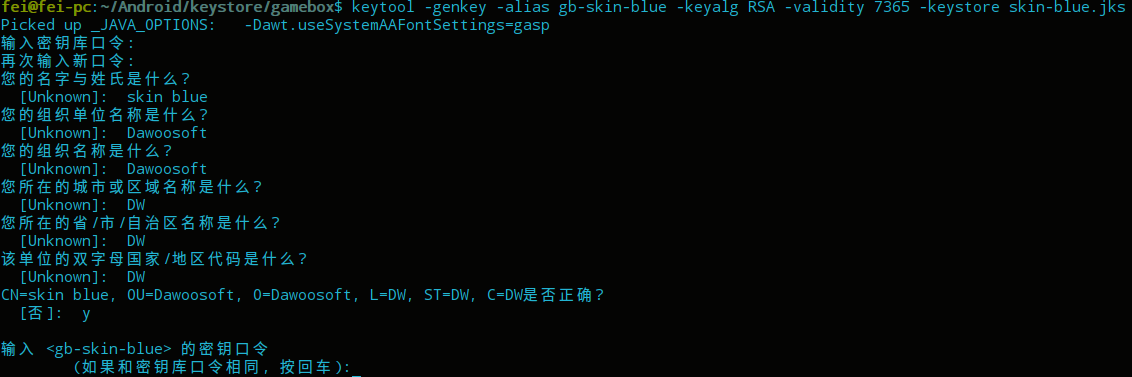 fei@fei-pc:~/Android/keystore/gamebox$ keytool -genkey -alias gb-skin-blue -keyalg RSA -validity 7365 -keystore skin-blue.jks
Picked up _JAVA_OPTIONS:   -Dawt.useSystemAAFontSettings=gasp
输入密钥库口令:
再次输入新口令:
您的名字与姓氏是什么?
  [Unknown]:  skin blue
您的组织单位名称是什么?
  [Unknown]:  Dawoosoft
您的组织名称是什么?
  [Unknown]:  Dawoosoft
您所在的城市或区域名称是什么?
  [Unknown]:  DW
您所在的省/市/自治区名称是什么?
  [Unknown]:  DW
该单位的双字母国家/地区代码是什么?
  [Unknown]:  DW
CN=skin blue, OU=Dawoosoft, O=Dawoosoft, L=DW, ST=DW, C=DW是否正确?
  [否]:  y
输入 <gb-skin-blue> 的密钥口令
        (如果和密钥库口令相同, 按回车):